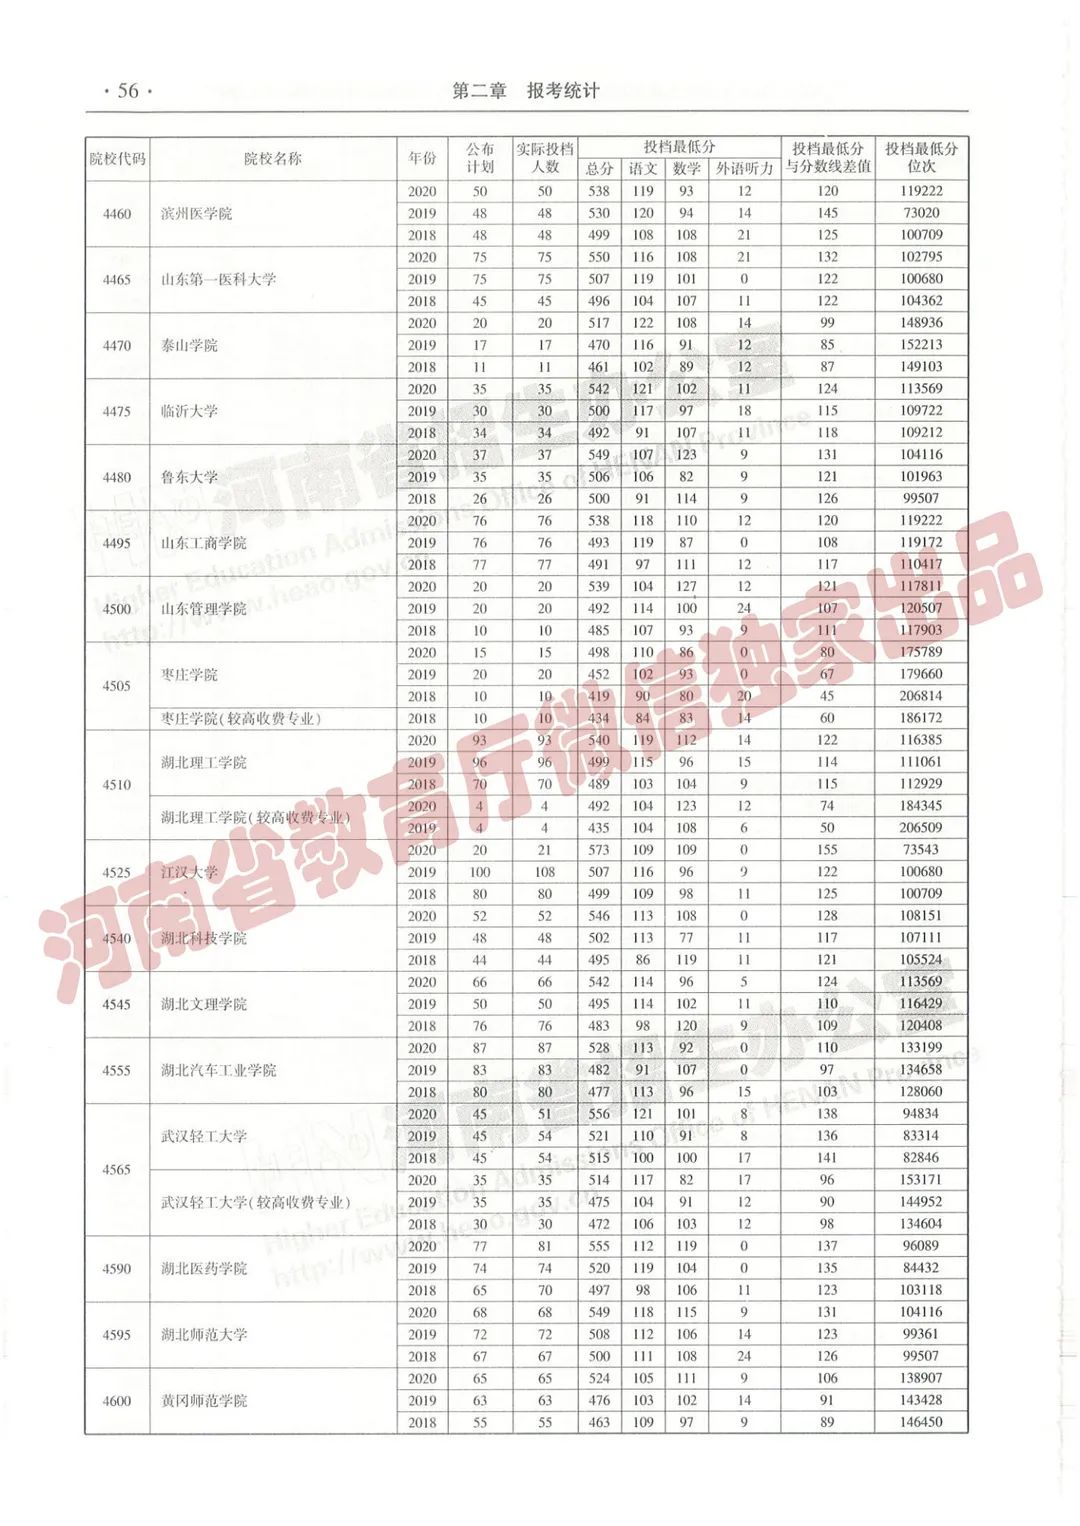 · 56 ·
第二章 报考统计
院校代码 院校名称 年份 公布计划 实际投档人数 投档最低分 总分 语文 数学 外语听力 投档最低分与分数线差值 投档最低分位次
4460 滨州医学院 2020 50 50 538 119 93 12 120 119222
2019 48 48 530 120 94 14 145 73020
2018 48 48 499 108 108 21 125 100709
4465 山东第一医科大学 2020 75 75 550 116 108 21 132 102795
2019 75 75 507 119 101 0 122 100680
2018 45 45 496 104 107 11 122 104362
4470 泰山学院 2020 20 20 517 122 108 14 99 148936
2019 17 17 470 116 91 12 85 152213
2018 11 11 461 102 89 12 87 149103
4475 临沂大学 2020 35 35 542 121 102 11 124 113569
2019 30 30 500 117 97 18 115 109722
2018 34 34 492 91 107 11 118 109212
4480 鲁东大学 2020 37 37 549 107 123 9 131 104116
2019 35 35 506 106 82 9 121 101963
2018 26 26 500 91 114 9 126 99507
4495 山东工商学院 2020 76 76 538 118 110 12 120 119222
2019 76 76 493 119 87 0 108 119172
2018 77 77 491 97 111 12 117 110417
4500 山东管理学院 2020 20 20 539 104 127 12 121 117811
2019 20 20 492 114 100 24 107 120507
2018 10 10 485 107 93 9 111 117903
4505 枣庄学院 2020 15 15 498 110 86 0 80 175789
2019 20 20 452 102 93 0 67 179660
2018 10 10 419 90 80 20 45 206814
枣庄学院(较高收费专业) 2018 10 10 434 84 83 14 60 186172
4510 湖北理工学院 2020 93 93 540 119 112 14 122 116385
2019 96 96 499 115 96 15 114 111061
2018 70 70 489 103 104 9 115 112929
湖北理工学院(较高收费专业) 2020 4 4 492 104 123 12 74 184345
2019 4 4 435 104 108 6 50 206509
4525 江汉大学 2020 20 21 573 109 109 0 155 73543
2019 100 108 507 116 96 9 122 100680
2018 80 80 499 109 98 11 125 100709
4540 湖北科技学院 2020 52 52 546 113 108 0 128 108151
2019 48 48 502 113 77 11 117 107111
2018 44 44 495 86 119 11 121 105524
4545 湖北文理学院 2020 66 66 542 114 96 5 124 113569
2019 50 50 495 114 102 11 110 116429
2018 76 76 483 98 120 9 109 120408
4555 湖北汽车工业学院 2020 87 87 528 113 92 0 110 133199
2019 83 83 482 91 107 0 97 134658
2018 80 80 477 113 96 15 103 128060
4565 武汉轻工大学 2020 45 51 556 121 101 8 138 94834
2019 45 54 521 110 91 8 136 83314
2018 45 54 515 100 100 17 141 82846
武汉轻工大学(较高收费专业) 2020 35 35 514 117 82 17 96 153171
2019 35 35 475 104 91 12 90 144952
2018 30 30 472 106 103 12 98 134604
4590 湖北医药学院 2020 77 81 555 112 119 0 137 96089
2019 74 74 520 119 104 0 135 84432
2018 65 70 497 98 106 11 123 103118
4595 湖北师范大学 2020 68 68 549 118 115 9 131 104116
2019 72 72 508 112 106 14 123 99361
2018 67 67 500 111 108 24 126 99507
4600 黄冈师范学院 2020 65 65 524 105 111 9 106 138907
2019 63 63 476 103 102 14 91 143428
2018 55 55 463 109 97 9 89 146450
河南省教育厅微信独家出品
河南省招生办公室
Higher Education Admissions Office of HENAN Province
http://www.heao.gov.cn
河南省招生办公室
Higher Education Admissions Office of HENAN Province
http://www.heao.gov.cn